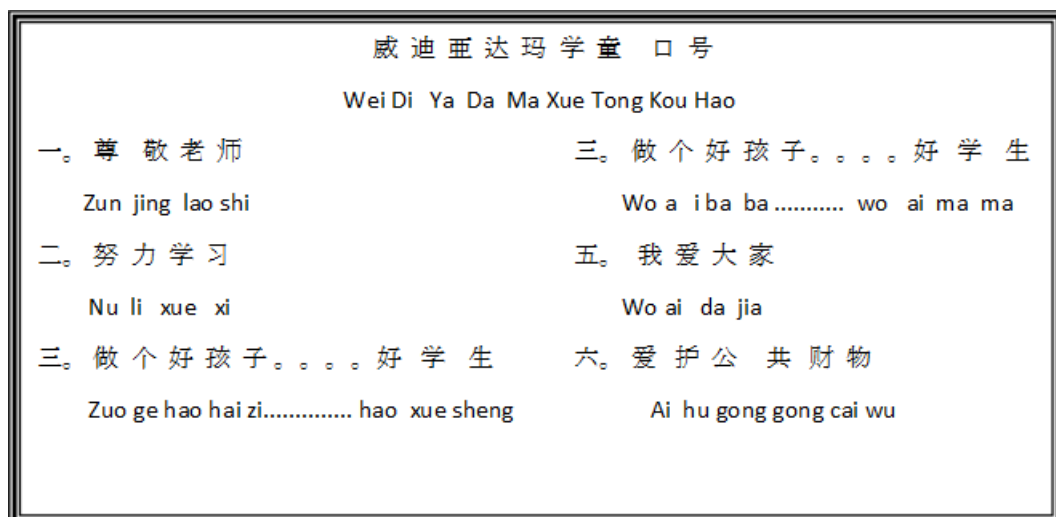 威 迪 亚 达 玛 学 童 口 号
Wei Di Ya Da Ma Xue Tong Kou Hao
一。尊 敬 老 师
Zun jing lao shi
二。努 力 学 习
Nu li xue xi
三。做 个 好 孩 子。。。。好 学 生
Zuo ge hao hai zi.............. hao xue sheng
三。做 个 好 孩 子。。。。好 学 生
Wo a i ba ba ........... wo ai ma ma
五。 我 爱 大 家
Wo ai da jia
六。爱 护 公 共 财 物
Ai hu gong gong cai wu